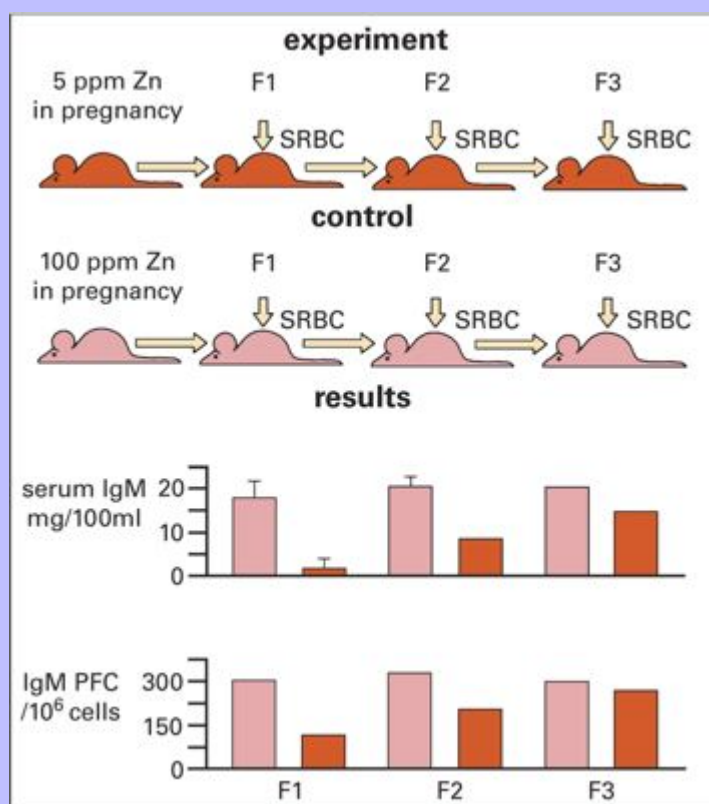 experiment
5 ppm Zn
in pregnancy
F1
F2
F3
SRBC
SRBC
SRBC
control
100 ppm Zn
in pregnancy
F1
F2
F3
SRBC
SRBC
SRBC
results
serum IgM
mg/100ml
20
10
0
IgM PFC
/10⁶ cells
300
150
0
F1
F2
F3